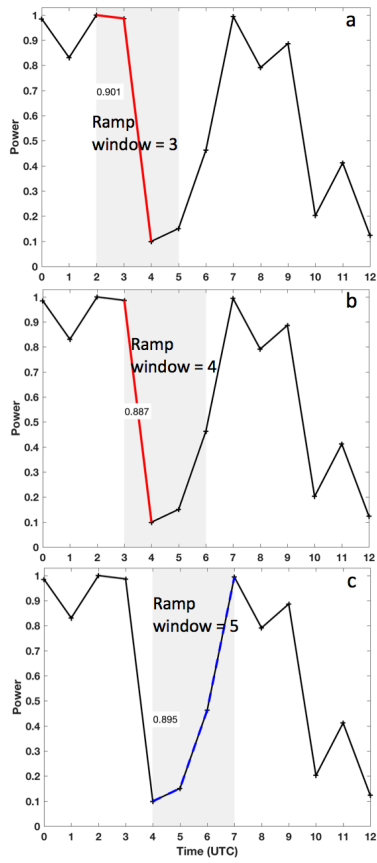 a
1
0.9
0.8
0.7
0.6
0.5
0.4
0.3
0.2
0.1
0
Power
0.901
Ramp
window = 3
0 1 2 3 4 5 6 7 8 9 10 11 12
b
1
0.9
0.8
0.7
0.6
0.5
0.4
0.3
0.2
0.1
0
Power
Ramp
window = 4
0.887
0 1 2 3 4 5 6 7 8 9 10 11 12
c
1
0.9
0.8
0.7
0.6
0.5
0.4
0.3
0.2
0.1
0
Power
Ramp
window = 5
0.895
0 1 2 3 4 5 6 7 8 9 10 11 12
Time (UTC)